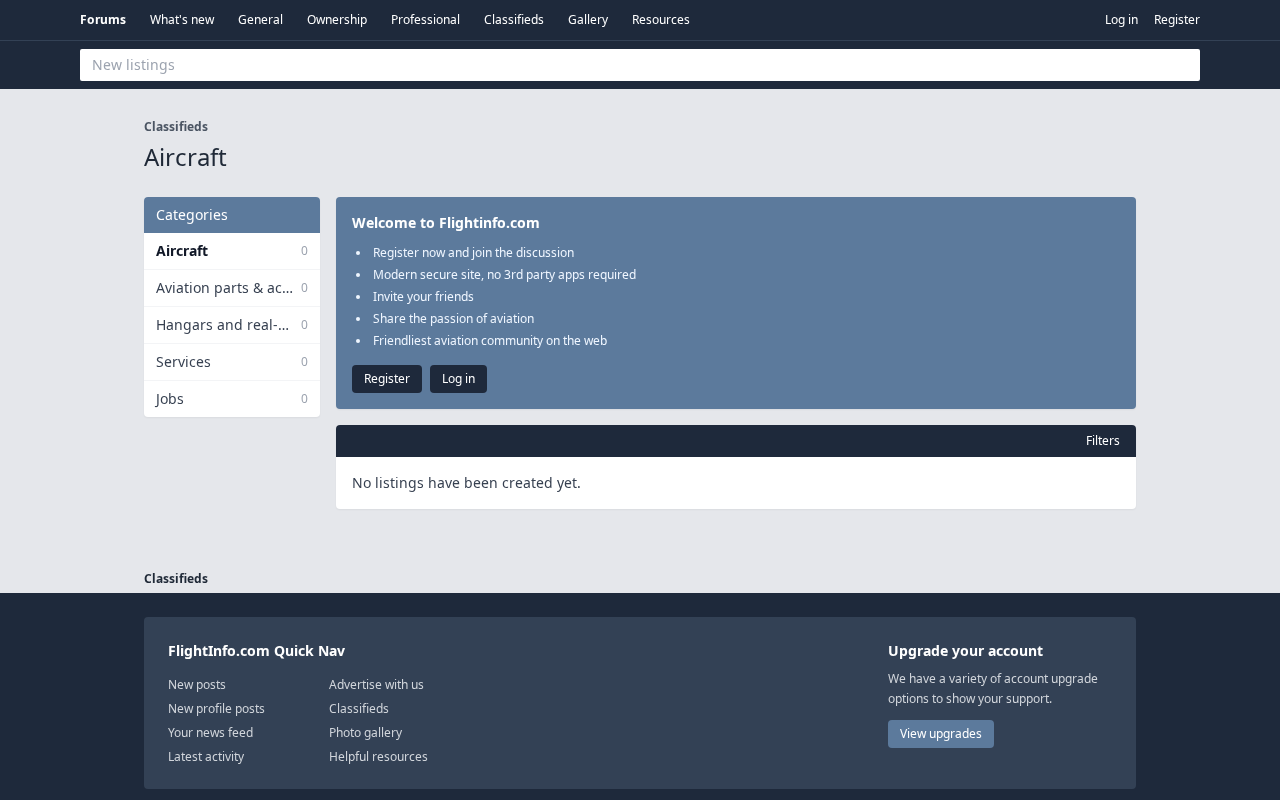 Forums What's new General Ownership Professional Classifieds Gallery Resources Log in Register
New listings
Classifieds
Aircraft
Categories
Aircraft 0
Aviation parts & ac... 0
Hangars and real-... 0
Services 0
Jobs 0
Welcome to Flightinfo.com
• Register now and join the discussion
• Modern secure site, no 3rd party apps required
• Invite your friends
• Share the passion of aviation
• Friendliest aviation community on the web
Register Log in
Filters
No listings have been created yet.
Classifieds
FlightInfo.com Quick Nav
New posts
New profile posts
Your news feed
Latest activity
Advertise with us
Classifieds
Photo gallery
Helpful resources
Upgrade your account
We have a variety of account upgrade
options to show your support.
View upgrades